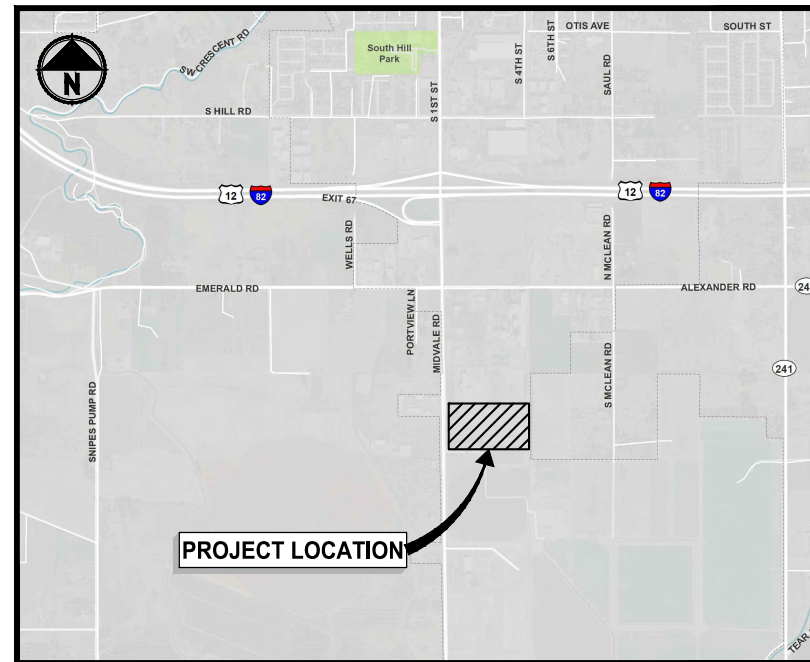 OTIS AVE
SOUTH ST
SW CRESCENT RD
South Hill
Park
S 1ST ST
S 4TH ST
S 6TH ST
SAUL RD
N
S HILL RD
12
82
EXIT 67
12
82
WELLS RD
N MCLEAN RD
EMERALD RD
ALEXANDER RD
24
PORTVIEW LN
MIDVALE RD
S MCLEAN RD
241
SNIPES PUMP RD
PROJECT LOCATION
TEAR